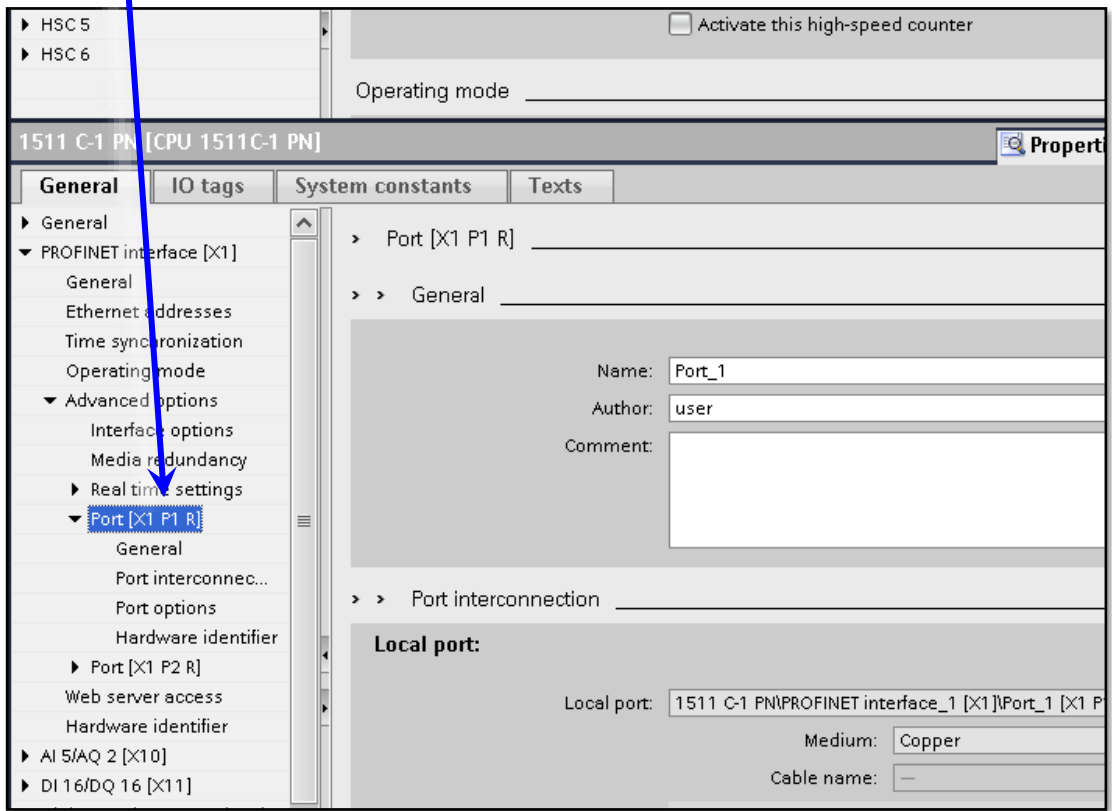 HSC 5
HSC 6
Activate this high-speed counter
Operating mode
1511 C-1 PN [CPU 1511C-1 PN]
Properti
General
IO tags
System constants
Texts
General
PROFINET interface [X1]
General
Ethernet addresses
Time synchronization
Operating mode
Advanced options
Interface options
Media redundancy
Real time settings
Port [X1 P1 R]
General
Port interconnec...
Port options
Hardware identifier
Port [X1 P2 R]
Web server access
Hardware identifier
AI 5/AQ 2 [X10]
DI 16/DQ 16 [X11]
Port [X1 P1 R]
General
Name: Port_1
Author: user
Comment:
Port interconnection
Local port:
Local port: 1511 C-1 PN\PROFINET interface_1 [X1]\Port_1 [X1 P
Medium: Copper
Cable name: —